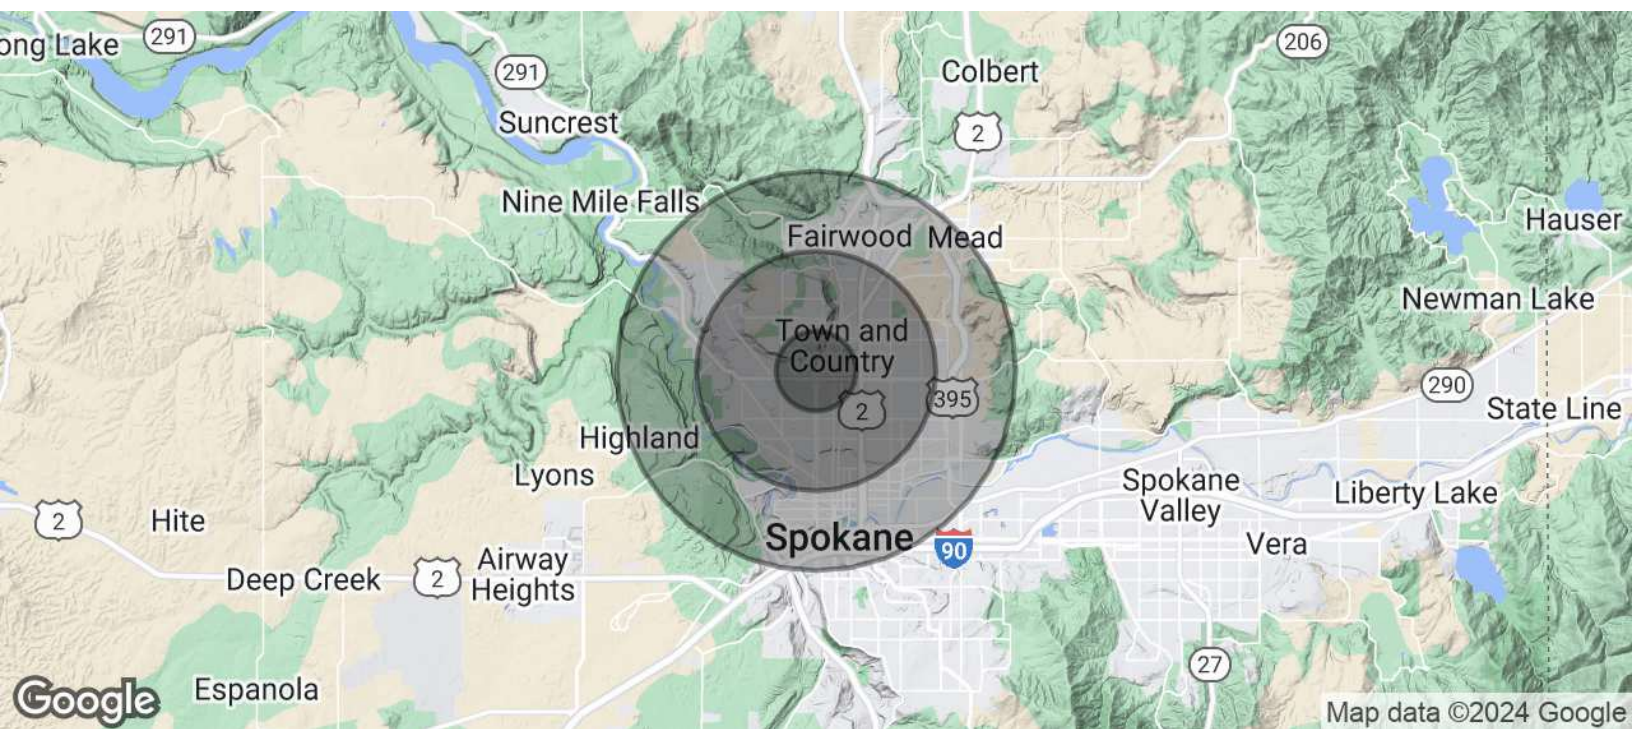 ong Lake
291
291
206
Colbert
Suncrest
2
Nine Mile Falls
Hauser
Fairwood
Mead
Newman Lake
Town and
Country
290
395
2
State Line
Highland
Lyons
Spokane
Valley
Liberty Lake
2
Hite
Spokane
90
Vera
Airway
Heights
Deep Creek
2
27
Espanola
Google
Map data ©2024 Google